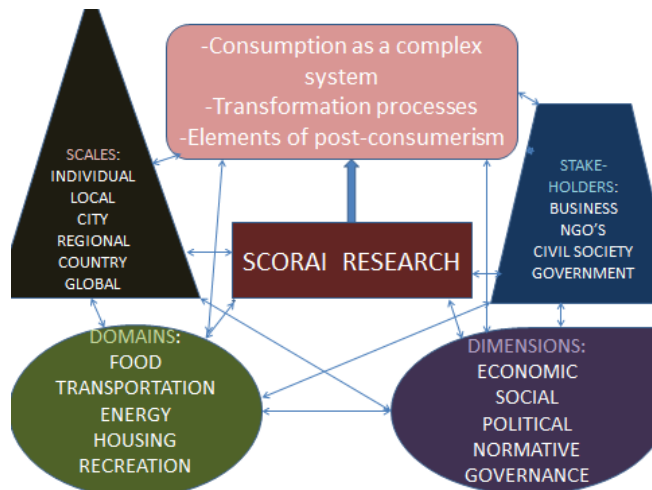 -Consumption as a complex
system
-Transformation processes
-Elements of post-consumerism
SCALES:
INDIVIDUAL
LOCAL
CITY
REGIONAL
COUNTRY
GLOBAL
STAKE-
HOLDERS:
BUSINESS
NGO'S
CIVIL SOCIETY
GOVERNMENT
SCORAI RESEARCH
DOMAINS:
FOOD
TRANSPORTATION
ENERGY
HOUSING
RECREATION
DIMENSIONS:
ECONOMIC
SOCIAL
POLITICAL
NORMATIVE
GOVERNANCE